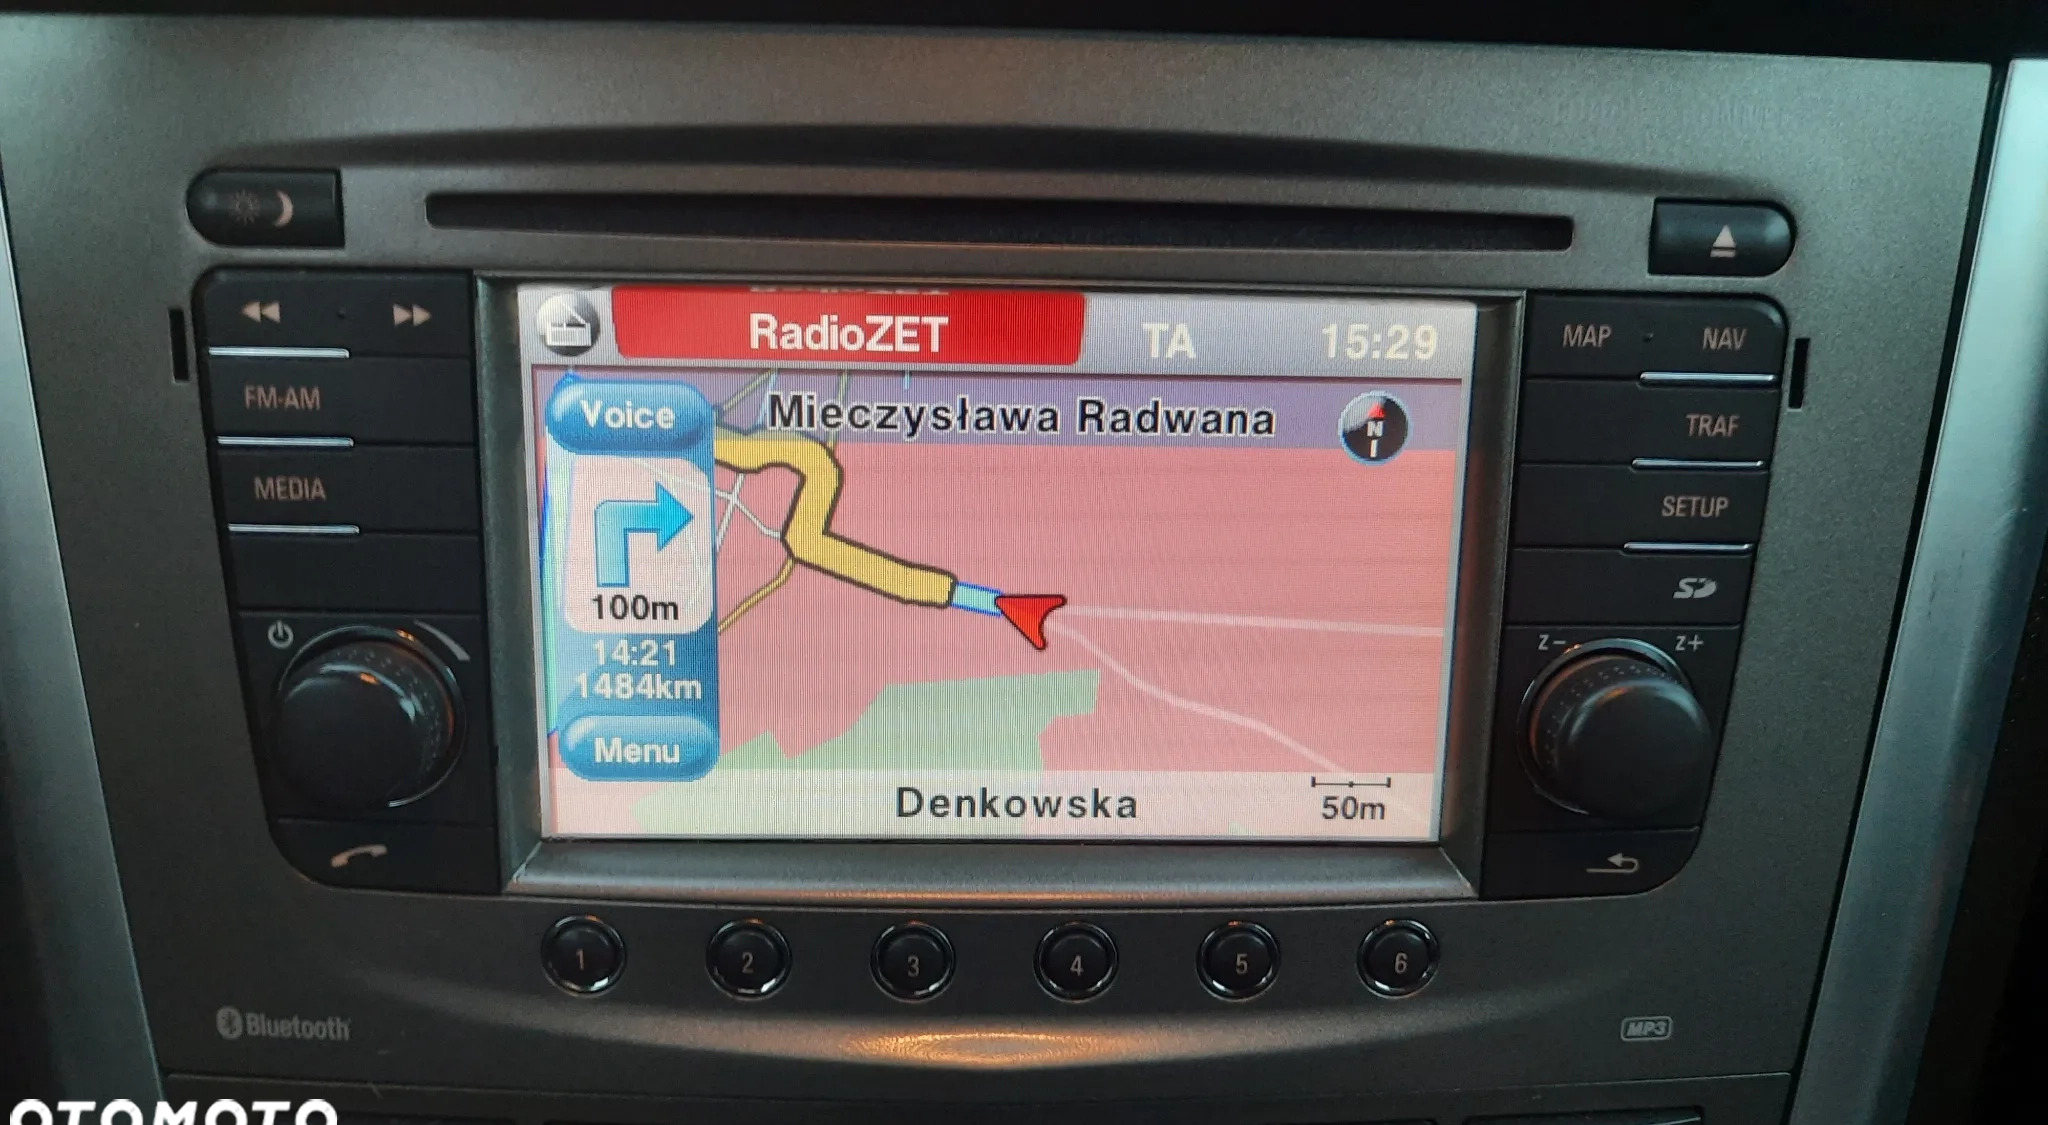 RadioZET
TA
15:29
MAP
NAV
FM-AM
Voice
Mieczysława Radwana
N
TRAF
MEDIA
SETUP
100m
14:21
1484km
Z-
Z+
Menu
Denkowska
50m
1
2
3
4
5
6
Bluetooth
MP3
OTOMOTO